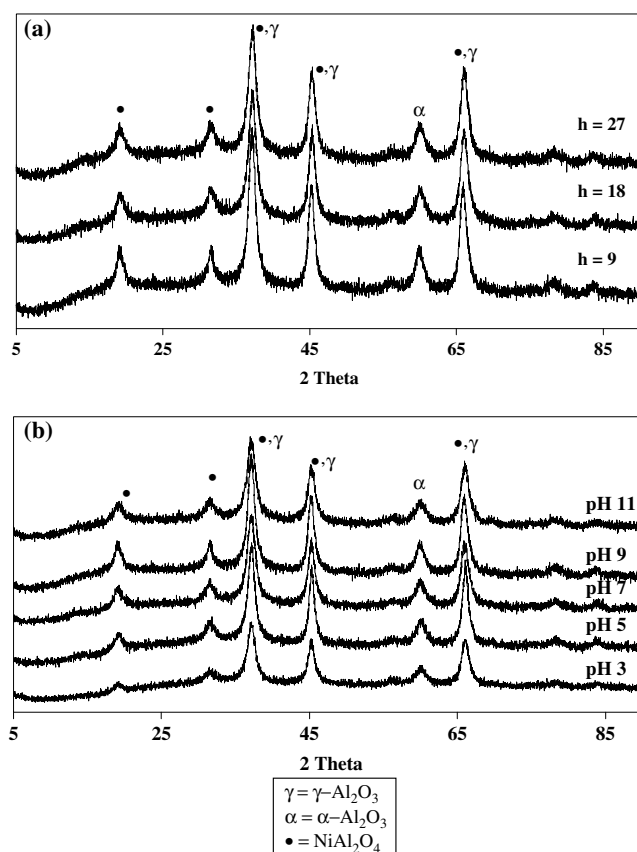 (a)
●,γ
●,γ
●,γ
●
●
α
h = 27
h = 18
h = 9
5
25
45
65
85
2 Theta
(b)
●,γ
●,γ
●,γ
●
●
α
pH 11
pH 9
pH 7
pH 5
pH 3
5
25
45
65
85
2 Theta
γ = γ–Al₂O₃
α = α–Al₂O₃
● = NiAl₂O₄